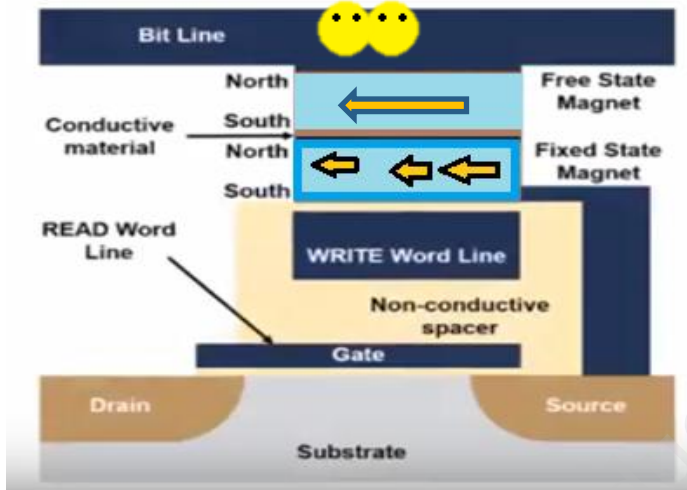 Bit Line
North
Free State
Magnet
South
Conductive
material
North
Fixed State
Magnet
South
READ Word
Line
WRITE Word Line
Non-conductive
spacer
Gate
Drain
Source
Substrate